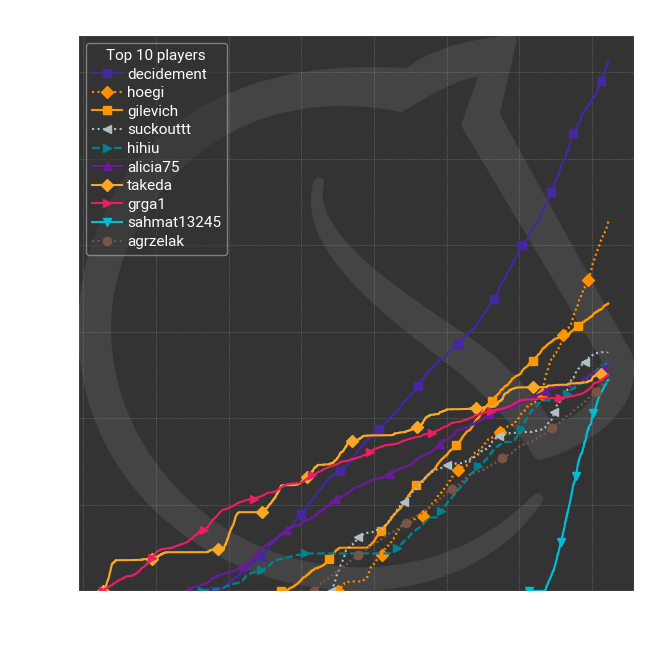 Top 10 players
decidement
hoegi
gilevich
suckouttt
hihiu
alicia75
takeda
grga1
sahmat13245
agrzelak